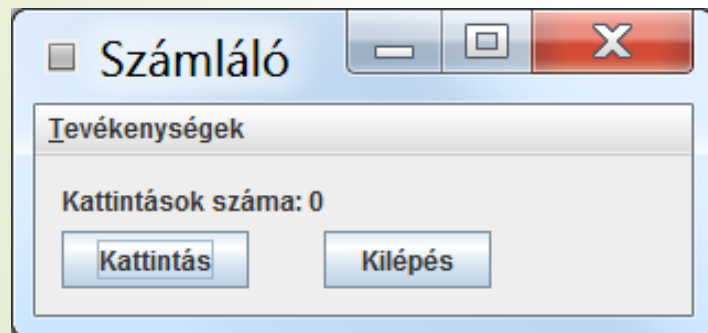 Számláló
Tevékenységek
Kattintások száma: 0
Kattintás Kilépés